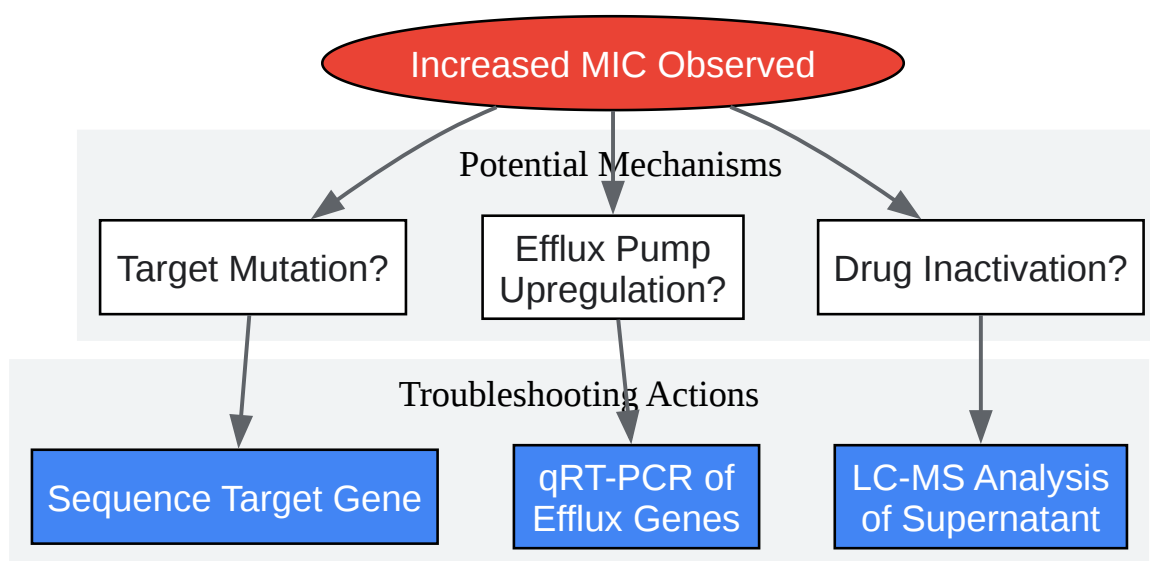 Increased MIC Observed
Potential Mechanisms
Target Mutation?
Efflux Pump
Upregulation?
Drug Inactivation?
Troubleshooting Actions
Sequence Target Gene
qRT-PCR of
Efflux Genes
LC-MS Analysis
of Supernatant